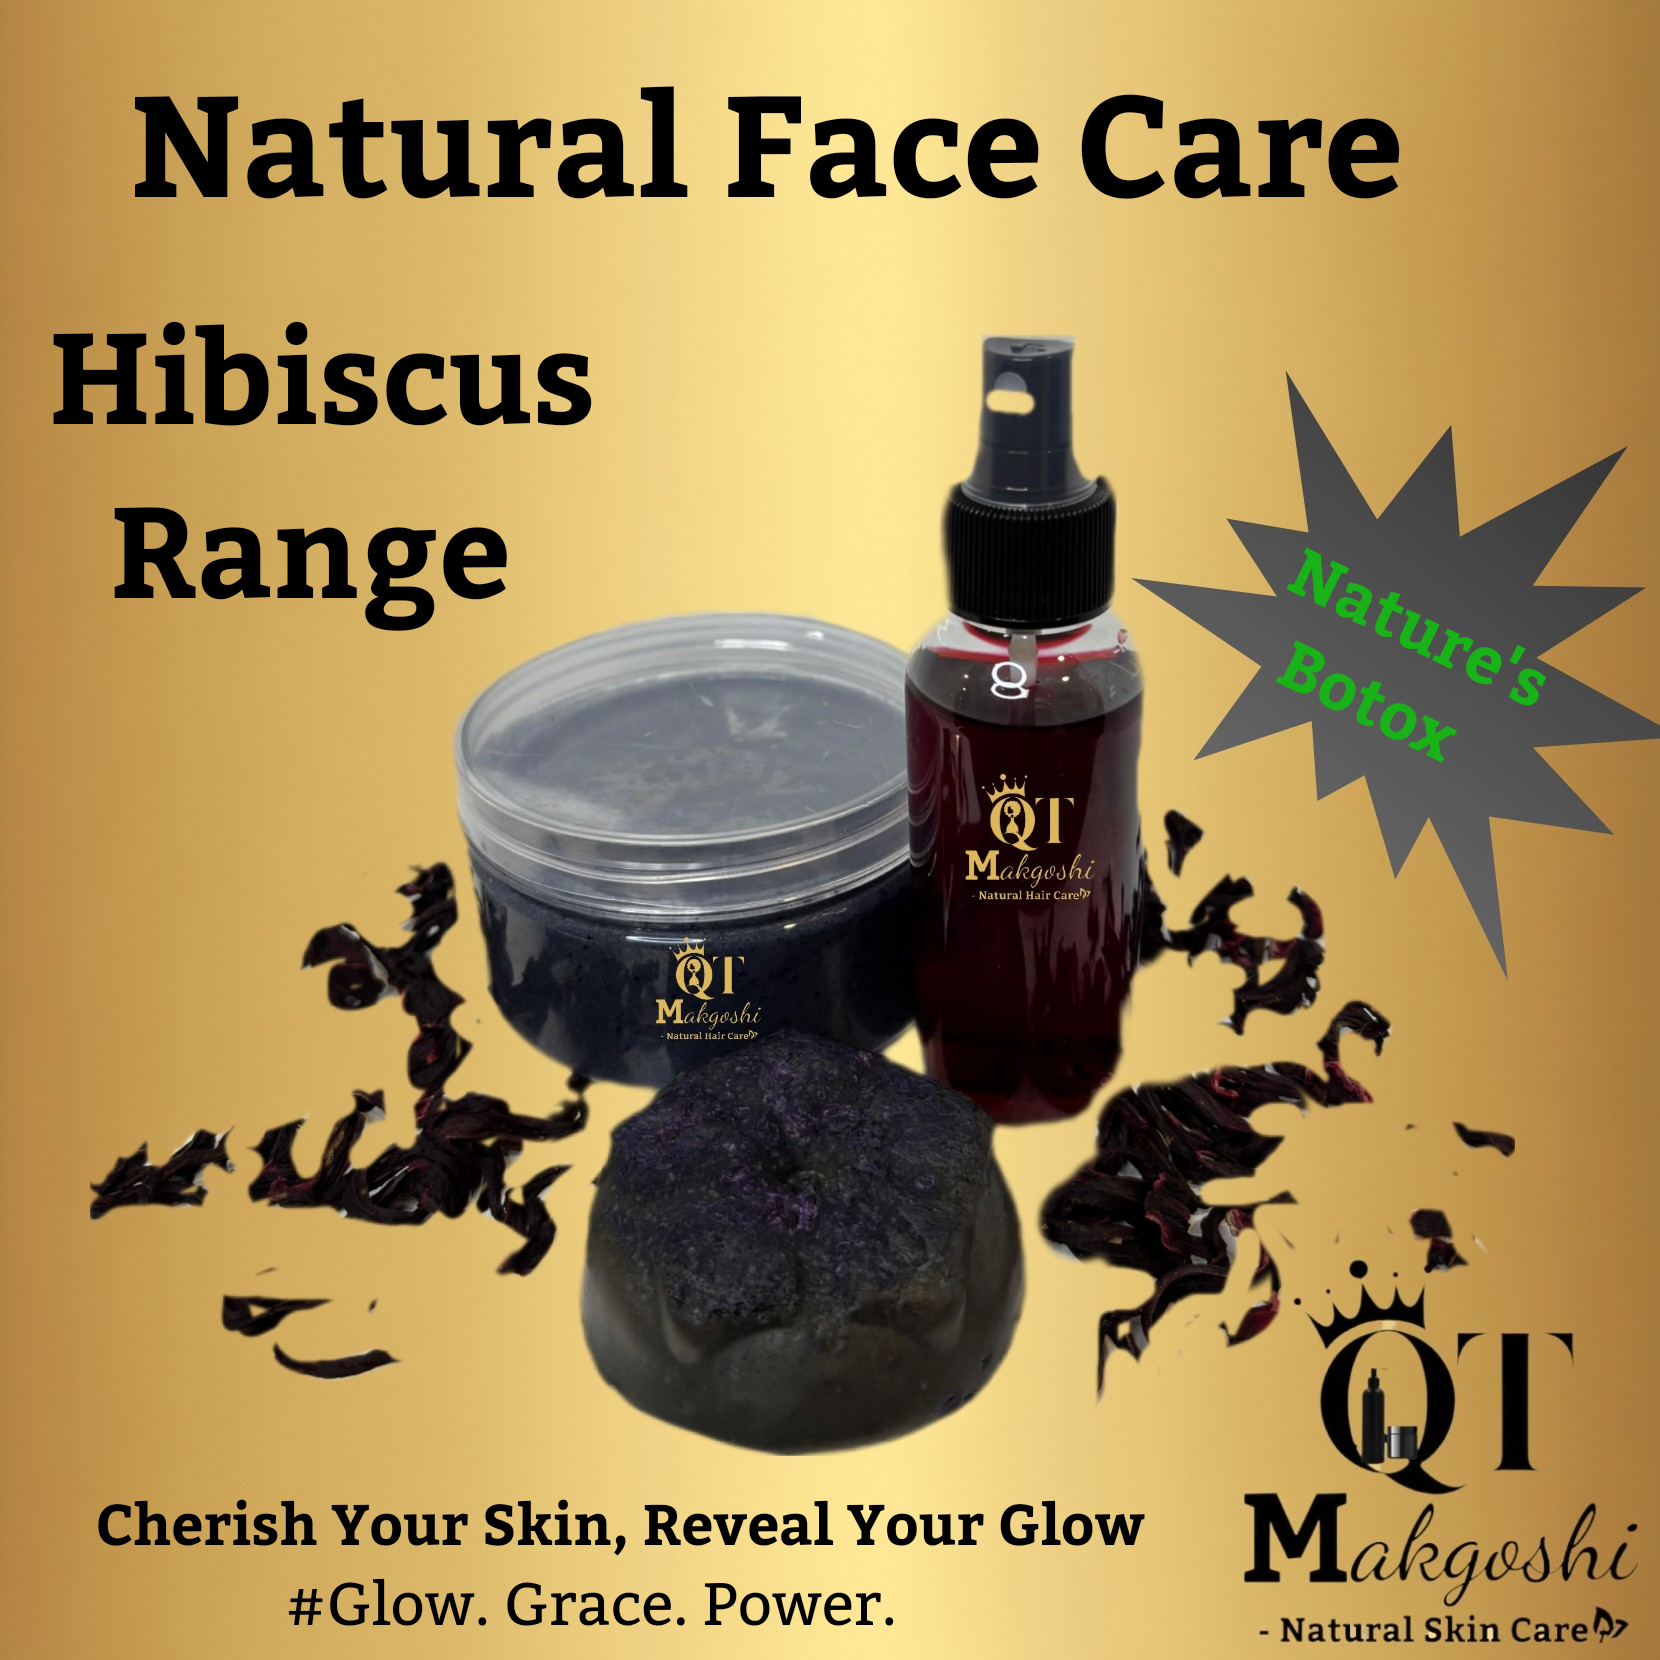 Natural Face Care
Hibiscus
Range
Nature's
Botox
QT
Makgoshi
- Natural Hair Care
QT
Makgoshi
- Natural Hair Care
Cherish Your Skin, Reveal Your Glow
#Glow. Grace. Power.
QT
Makgoshi
- Natural Skin Care